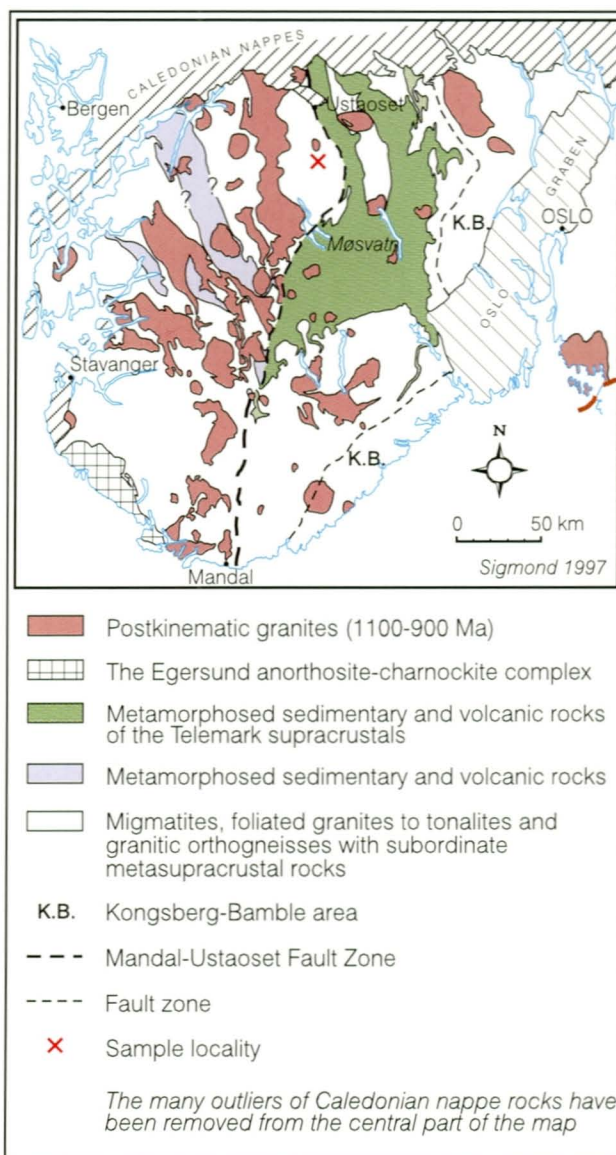 CALEDONIAN NAPPES
Bergen
Ustaoset
GRABEN
OSLO
K.B.
Møsvatn
OSLO
? ?
Stavanger
K.B.
N
0 50 km
Mandal
Sigmond 1997
Postkinematic granites (1100-900 Ma)
The Egersund anorthosite-charnockite complex
Metamorphosed sedimentary and volcanic rocks
of the Telemark supracrustals
Metamorphosed sedimentary and volcanic rocks
Migmatites, foliated granites to tonalites and
granitic orthogneisses with subordinate
metasupracrustal rocks
K.B. Kongsberg-Bamble area
Mandal-Ustaoset Fault Zone
Fault zone
Sample locality
The many outliers of Caledonian nappe rocks have
been removed from the central part of the map